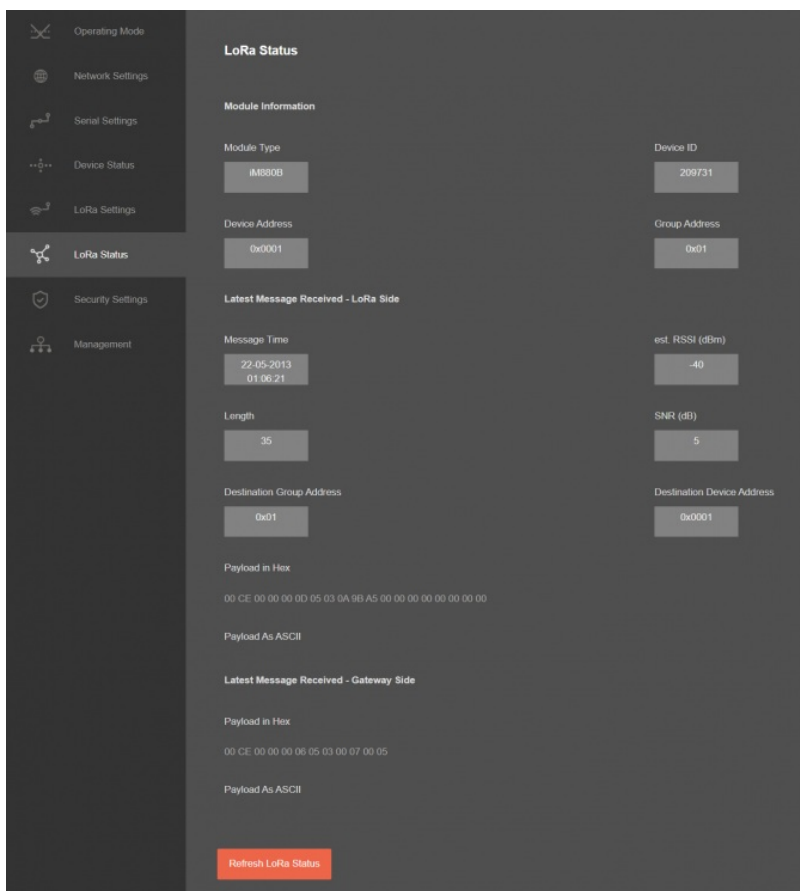 Operating Mode
Network Settings
Serial Settings
Device Status
LoRa Settings
LoRa Status
Security Settings
Management
LoRa Status
Module Information
Module Type
Device ID
iM880B
209731
Device Address
Group Address
0x0001
0x01
Latest Message Received - LoRa Side
Message Time
est. RSSI (dBm)
22-05-2013
01:06:21
-40
Length
SNR (dB)
35
5
Destination Group Address
Destination Device Address
0x01
0x0001
Payload in Hex
00 CE 00 00 00 0D 05 03 0A 9B A5 00 00 00 00 00 00 00 00
Payload As ASCII
Latest Message Received - Gateway Side
Payload in Hex
00 CE 00 00 00 06 05 03 00 07 00 05
Payload As ASCII
Refresh LoRa Status